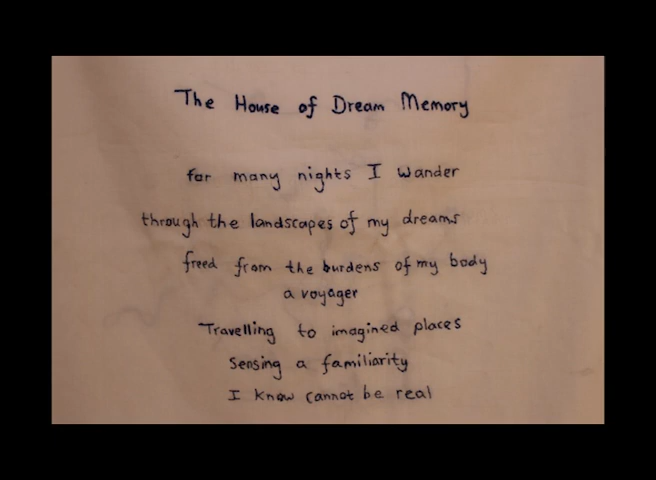 The House of Dream Memory
for many nights I wander
through the landscapes of my dreams
freed from the burdens of my body
a voyager
Travelling to imagined places
Sensing a familiarity
I know cannot be real